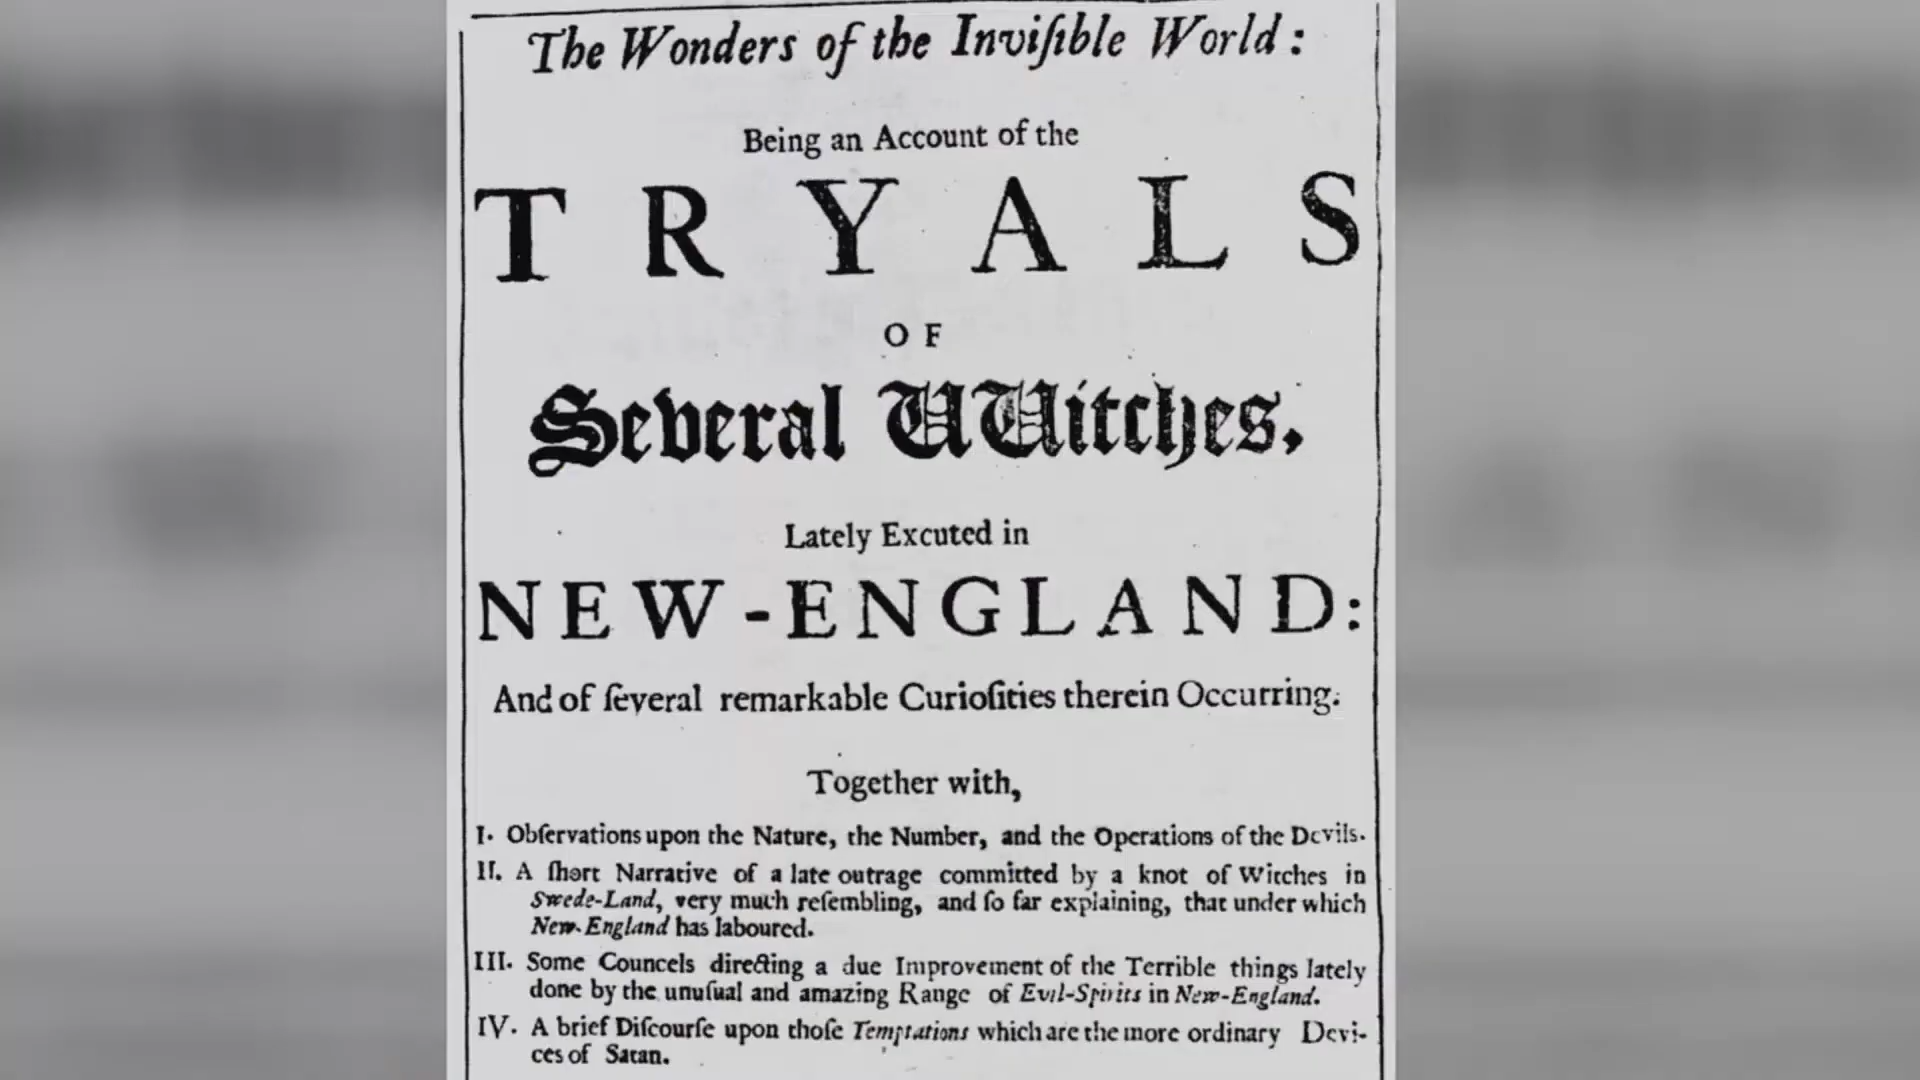 The Wonders of the Inviſible World:
Being an Account of the
TRYALS
OF
Several UUitches,
Lately Excuted in
NEW-ENGLAND:
And of ſeveral remarkable Curioſities therein Occurring.
Together with,
I. Obſervations upon the Nature, the Number, and the Operations of the Devils.
II. A ſhort Narrative of a late outrage committed by a knot of Witches in
Swede-Land, very much reſembling, and ſo far explaining, that under which
New-England has laboured.
III. Some Councels directing a due Improvement of the Terrible things lately
done by the unuſual and amazing Range of Evil-Spirits in New-England.
IV. A brief Diſcourſe upon thoſe Temptations which are the more ordinary Devi-
ces of Satan.